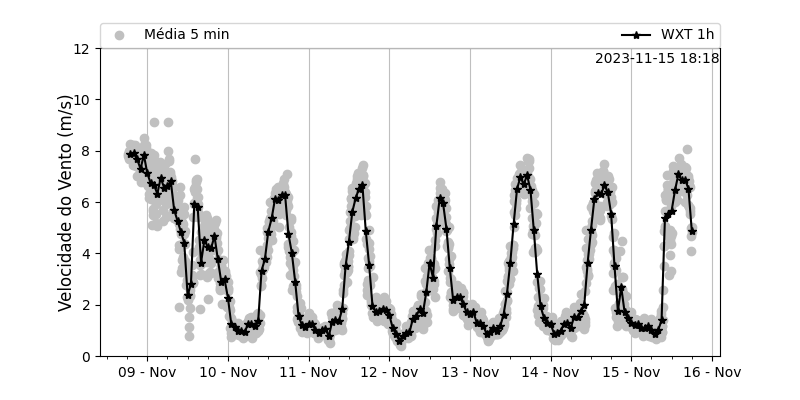 Média 5 min
WXT 1h
2023-11-15 18:18
Velocidade do Vento (m/s)
12
10
8
6
4
2
0
09 - Nov
10 - Nov
11 - Nov
12 - Nov
13 - Nov
14 - Nov
15 - Nov
16 - Nov